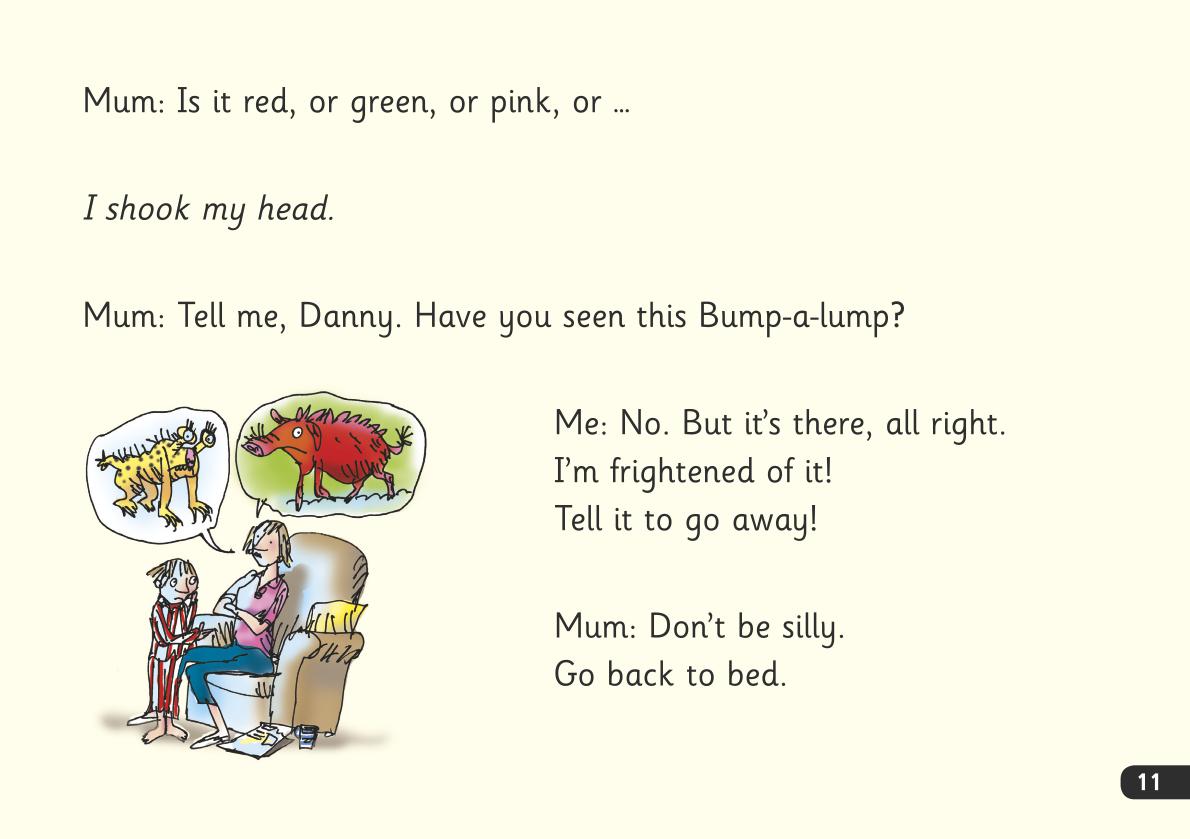 Mum: Is it red, or green, or pink, or ...
I shook my head.
Mum: Tell me, Danny. Have you seen this Bump-a-lump?
Me: No. But it’s there, all right.
I’m frightened of it!
Tell it to go away!
Mum: Don’t be silly.
Go back to bed.
11